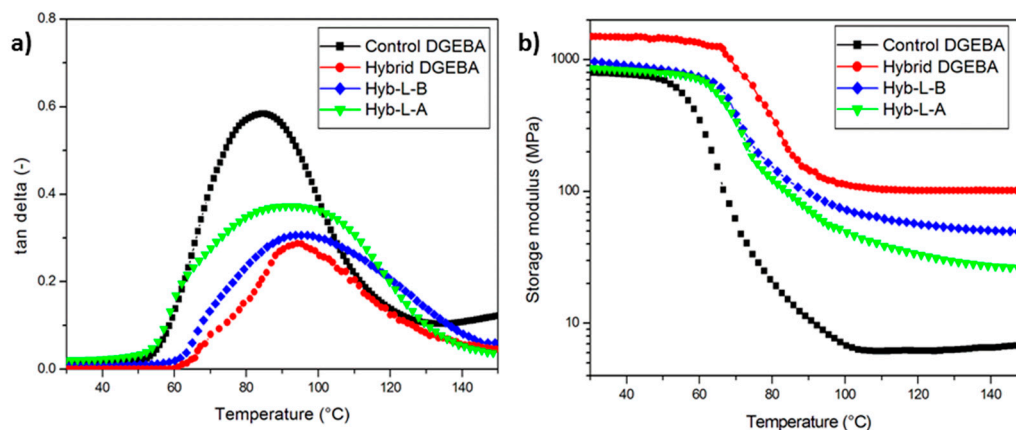 a)
0.8
0.6
0.4
0.2
0.0
tan delta (-)
40 60 80 100 120 140
Temperature (°C)
Control DGEBA
Hybrid DGEBA
Hyb-L-B
Hyb-L-A
b)
1000
100
10
Storage modulus (MPa)
40 60 80 100 120 140
Temperature (°C)
Control DGEBA
Hybrid DGEBA
Hyb-L-B
Hyb-L-A